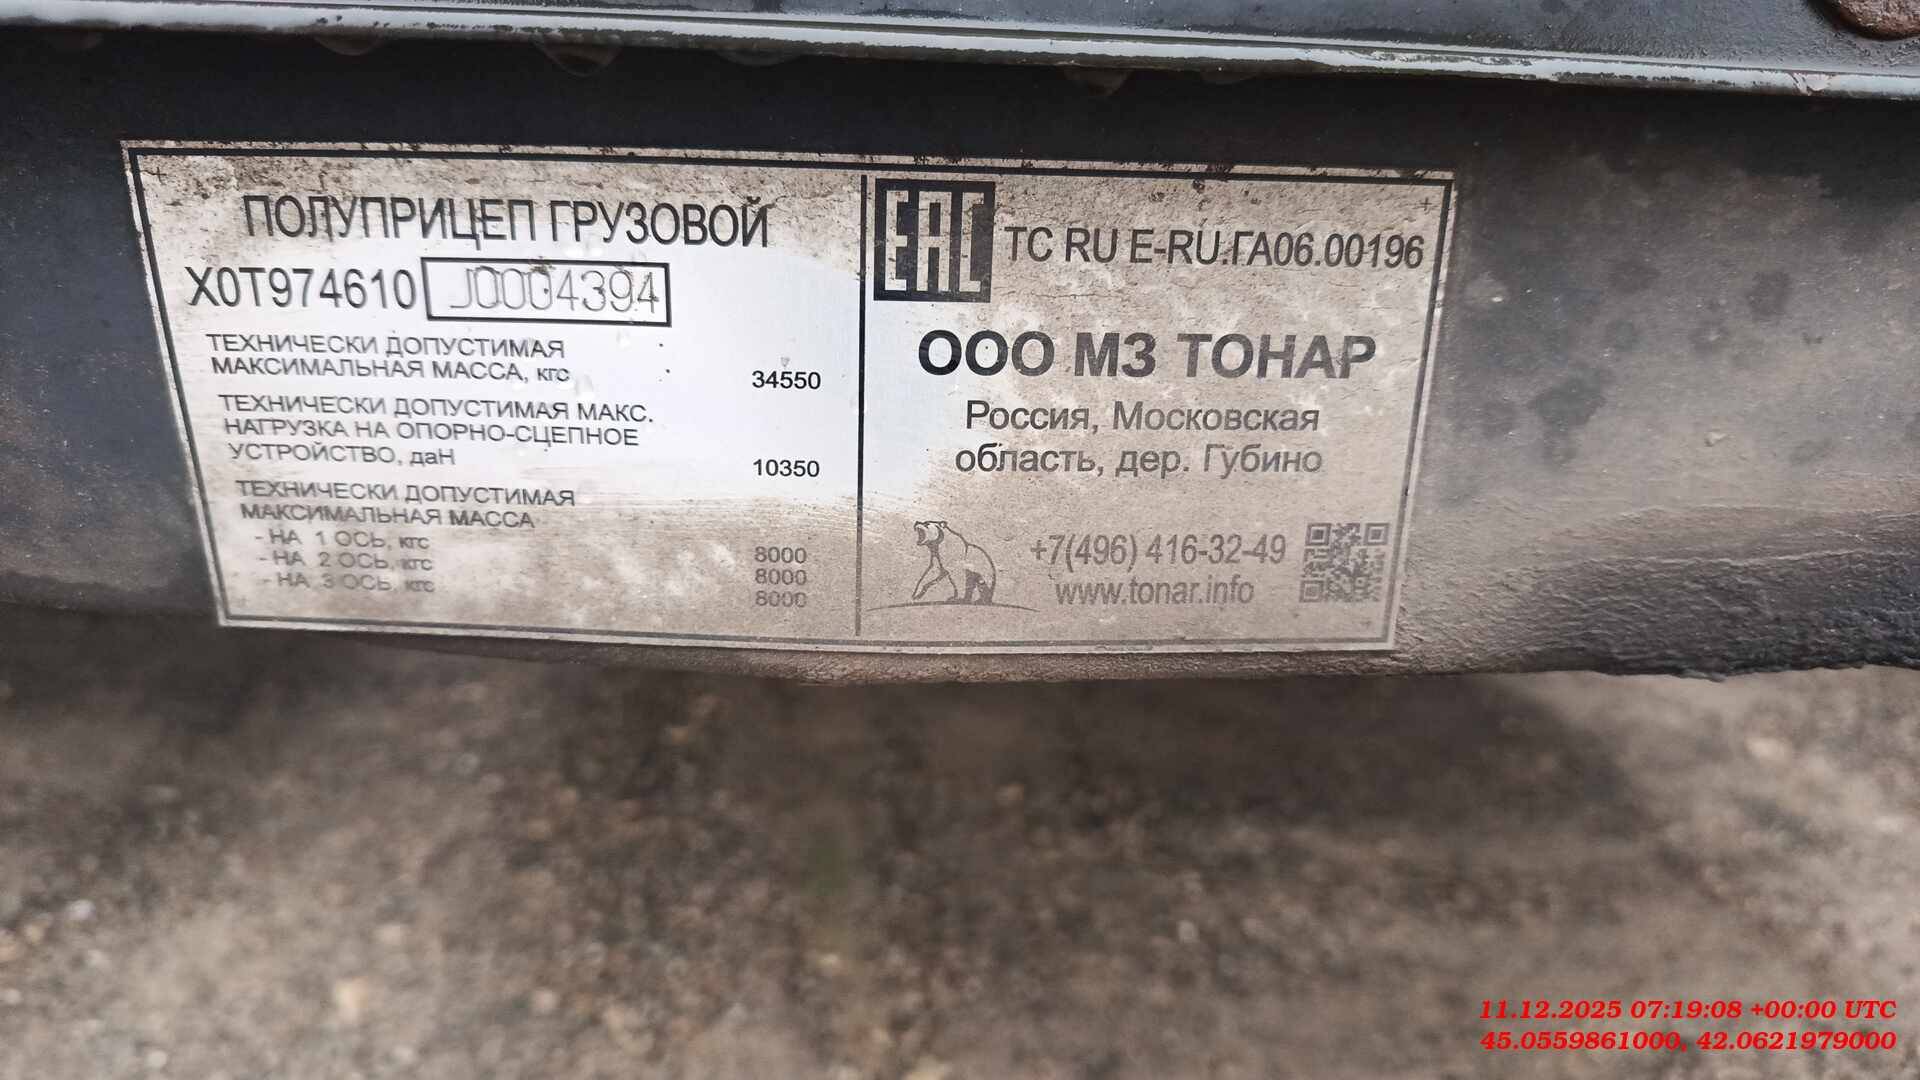 ПОЛУПРИЦЕП ГРУЗОВОЙ
X0T974610 J0004394
ТЕХНИЧЕСКИ ДОПУСТИМАЯ
МАКСИМАЛЬНАЯ МАССА, кгс 34550
ТЕХНИЧЕСКИ ДОПУСТИМАЯ МАКС.
НАГРУЗКА НА ОПОРНО-СЦЕПНОЕ
УСТРОЙСТВО, даН 10350
ТЕХНИЧЕСКИ ДОПУСТИМАЯ
МАКСИМАЛЬНАЯ МАССА
- НА 1 ОСЬ, кгс 8000
- НА 2 ОСЬ, кгс 8000
- НА 3 ОСЬ, кгс 8000
EAC TC RU E-RU.ГА06.00196
ООО МЗ ТОНАР
Россия, Московская
область, дер. Губино
+7(496) 416-32-49
www.tonar.info
11.12.2025 07:19:08 +00:00 UTC
45.0559861000, 42.0621979000